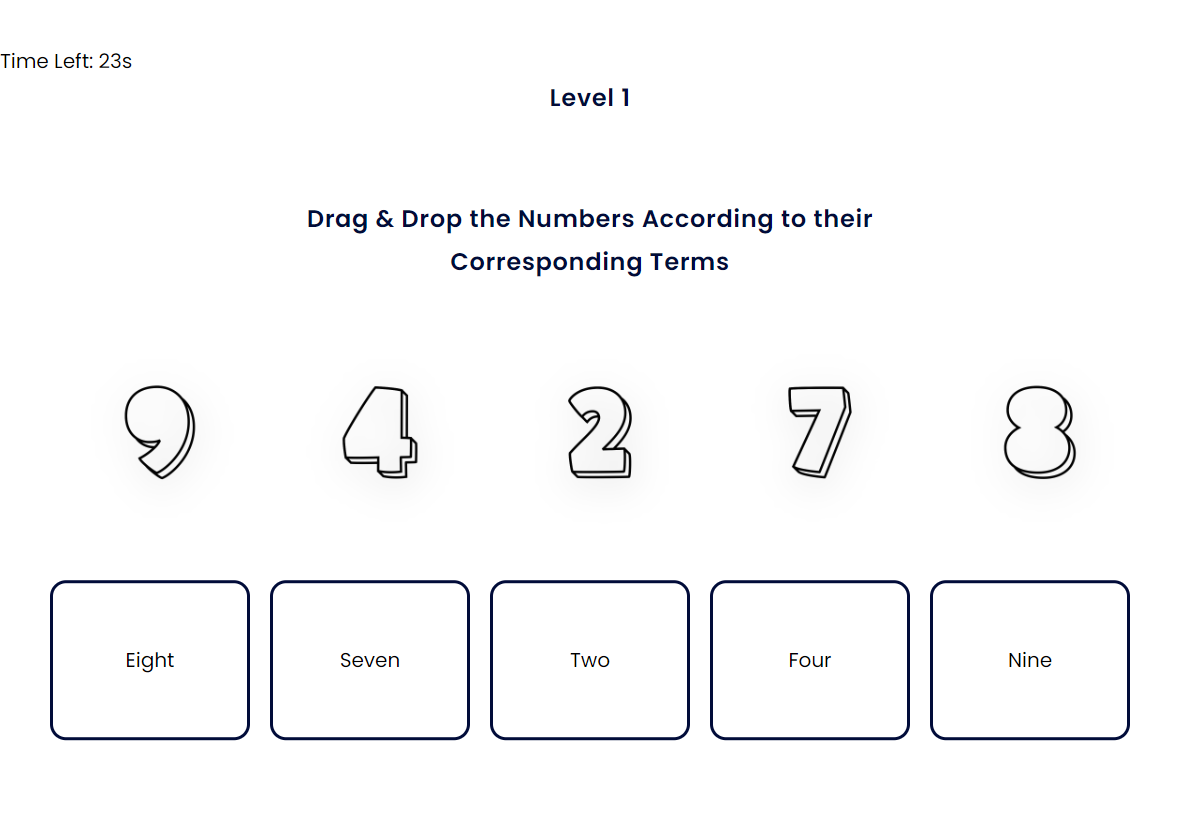 Time Left: 23s
Level 1
Drag & Drop the Numbers According to their
Corresponding Terms
9 4 2 7 8
Eight Seven Two Four Nine